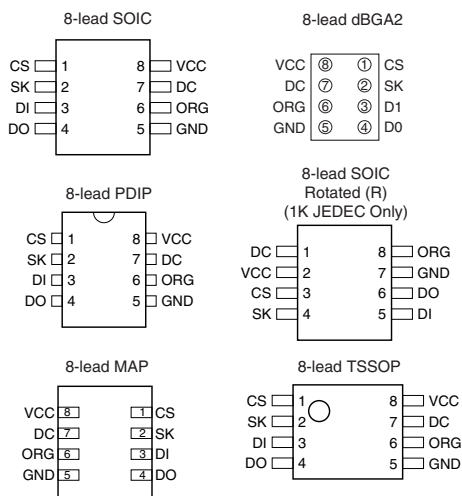 8-lead SOIC
CS 1 8 VCC
SK 2 7 DC
DI 3 6 ORG
DO 4 5 GND
8-lead dBGA2
VCC 8 1 CS
DC 7 2 SK
ORG 6 3 D1
GND 5 4 D0
8-lead PDIP
CS 1 8 VCC
SK 2 7 DC
DI 3 6 ORG
DO 4 5 GND
8-lead SOIC
Rotated (R)
(1K JEDEC Only)
DC 1 8 ORG
VCC 2 7 GND
CS 3 6 DO
SK 4 5 DI
8-lead MAP
VCC 8 1 CS
DC 7 2 SK
ORG 6 3 DI
GND 5 4 DO
8-lead TSSOP
CS 1 8 VCC
SK 2 7 DC
DI 3 6 ORG
DO 4 5 GND